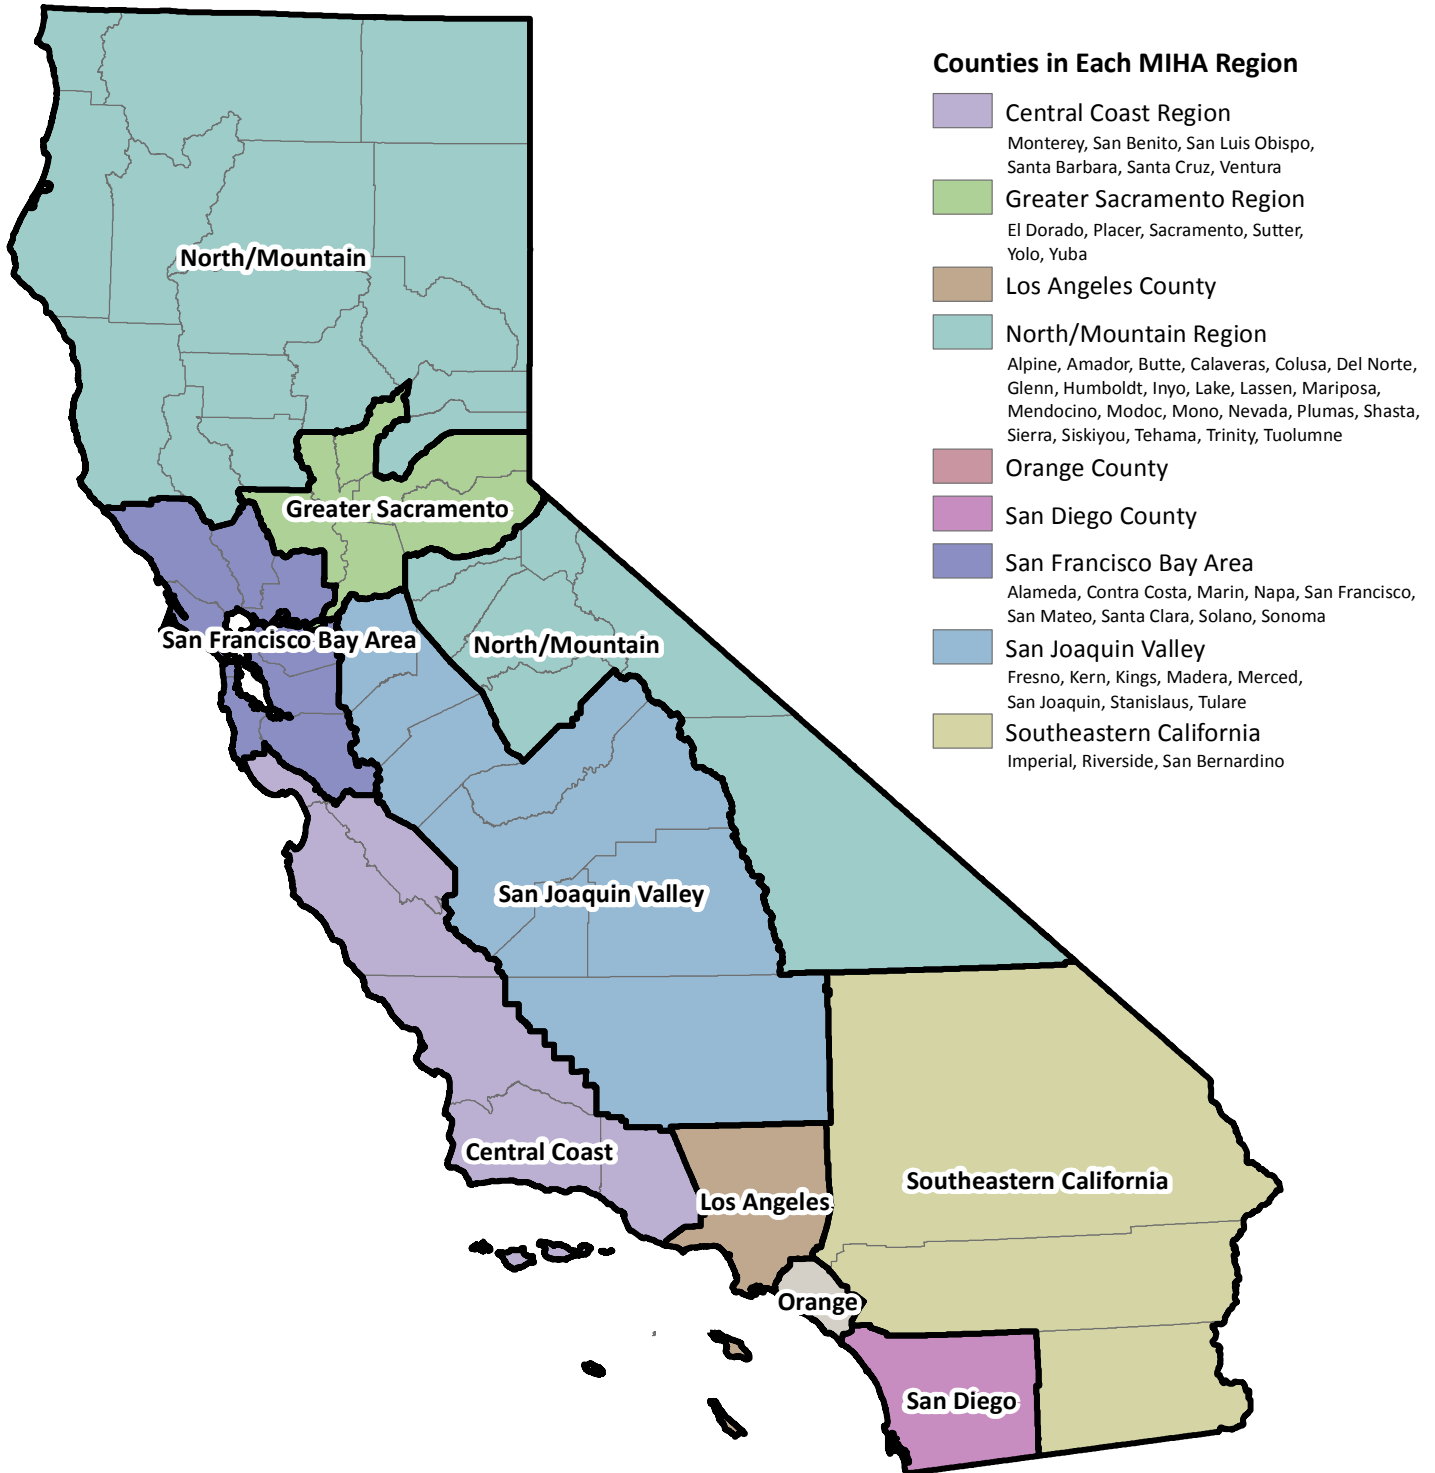 Counties in Each MIHA Region
Central Coast Region
Monterey, San Benito, San Luis Obispo,
Santa Barbara, Santa Cruz, Ventura
Greater Sacramento Region
El Dorado, Placer, Sacramento, Sutter,
Yolo, Yuba
Los Angeles County
North/Mountain Region
Alpine, Amador, Butte, Calaveras, Colusa, Del Norte,
Glenn, Humboldt, Inyo, Lake, Lassen, Mariposa,
Mendocino, Modoc, Mono, Nevada, Plumas, Shasta,
Sierra, Siskiyou, Tehama, Trinity, Tuolumne
Orange County
San Diego County
San Francisco Bay Area
Alameda, Contra Costa, Marin, Napa, San Francisco,
San Mateo, Santa Clara, Solano, Sonoma
San Joaquin Valley
Fresno, Kern, Kings, Madera, Merced,
San Joaquin, Stanislaus, Tulare
Southeastern California
Imperial, Riverside, San Bernardino
North/Mountain
Greater Sacramento
San Francisco Bay Area
North/Mountain
San Joaquin Valley
Central Coast
Los Angeles
Southeastern California
Orange
San Diego